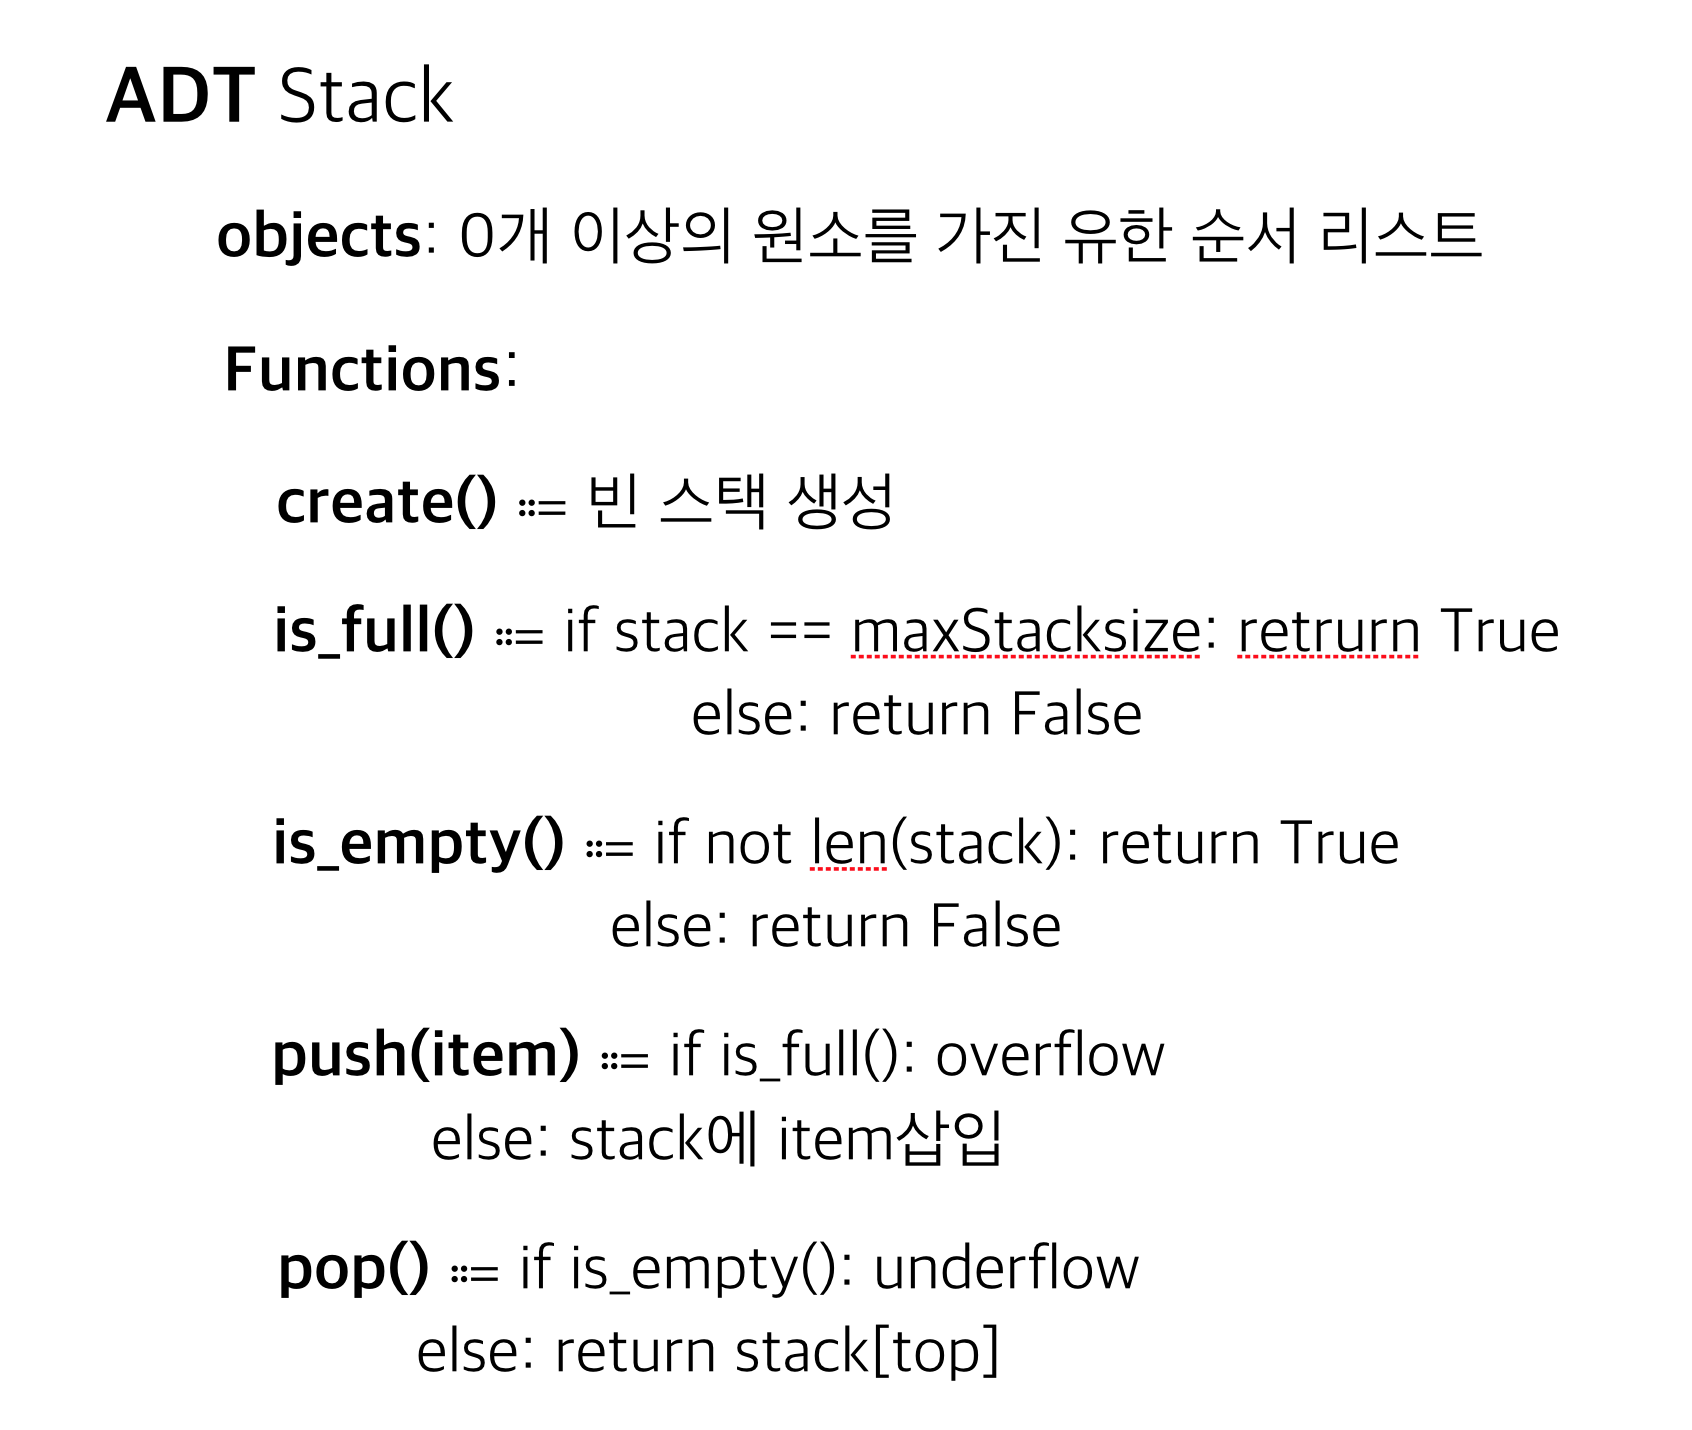 ADT Stack
objects: 0개 이상의 원소를 가진 유한 순서 리스트
Functions:
create() ::= 빈 스택 생성
is_full() ::= if stack == maxStacksize: retrurn True
else: return False
is_empty() ::= if not len(stack): return True
else: return False
push(item) ::= if is_full(): overflow
else: stack에 item삽입
pop() ::= if is_empty(): underflow
else: return stack[top]